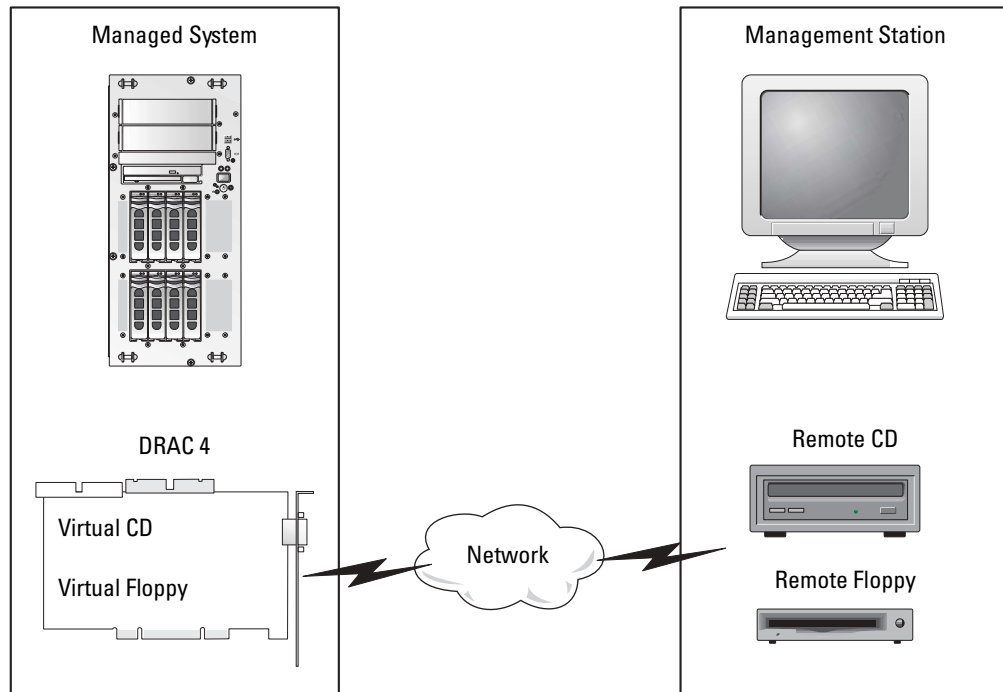 Managed System
Management Station
DRAC 4
Virtual CD
Virtual Floppy
Network
Remote CD
Remote Floppy